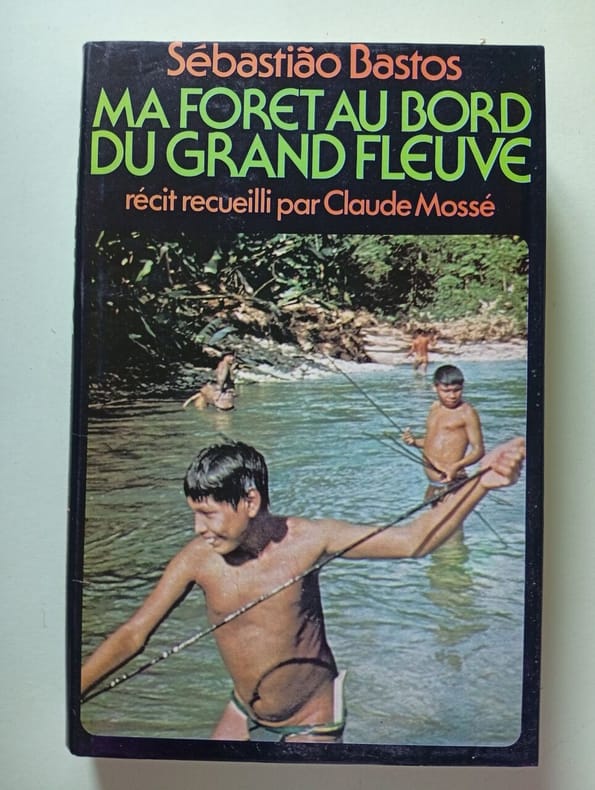 Sébastião Bastos
MA FORET AU BORD
DU GRAND FLEUVE
récit recueilli par Claude Mossé